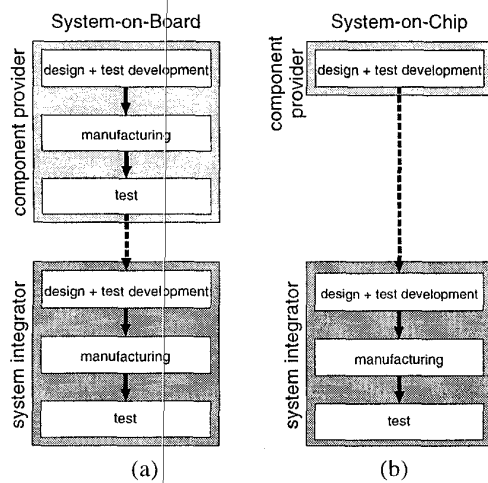 System-on-Board
component provider
design + test development
manufacturing
test
system integrator
design + test development
manufacturing
test
(a)
System-on-Chip
component
provider
design + test development
system integrator
design + test development
manufacturing
test
(b)